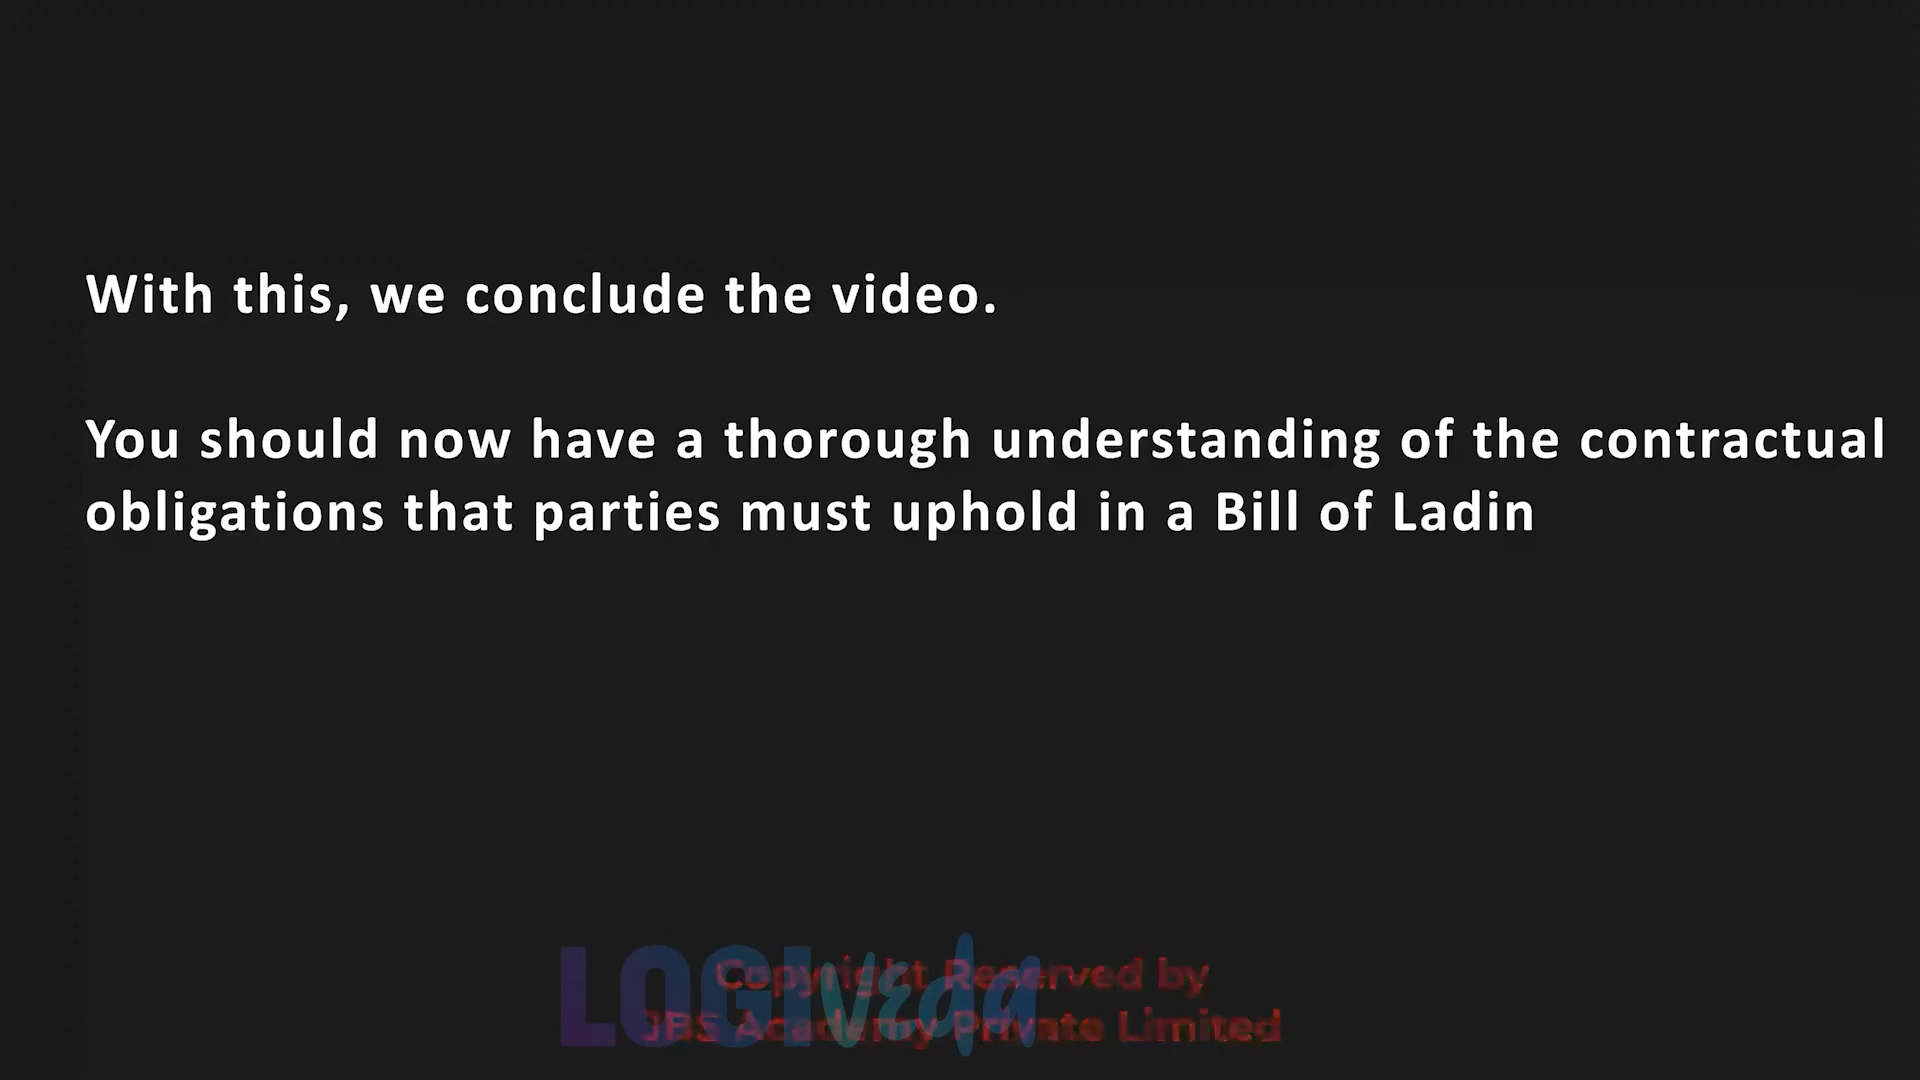 With this, we conclude the video.
You should now have a thorough understanding of the contractual
obligations that parties must uphold in a Bill of Ladin
LOGIveda
Copyright Reserved by
JBS Academy Private Limited